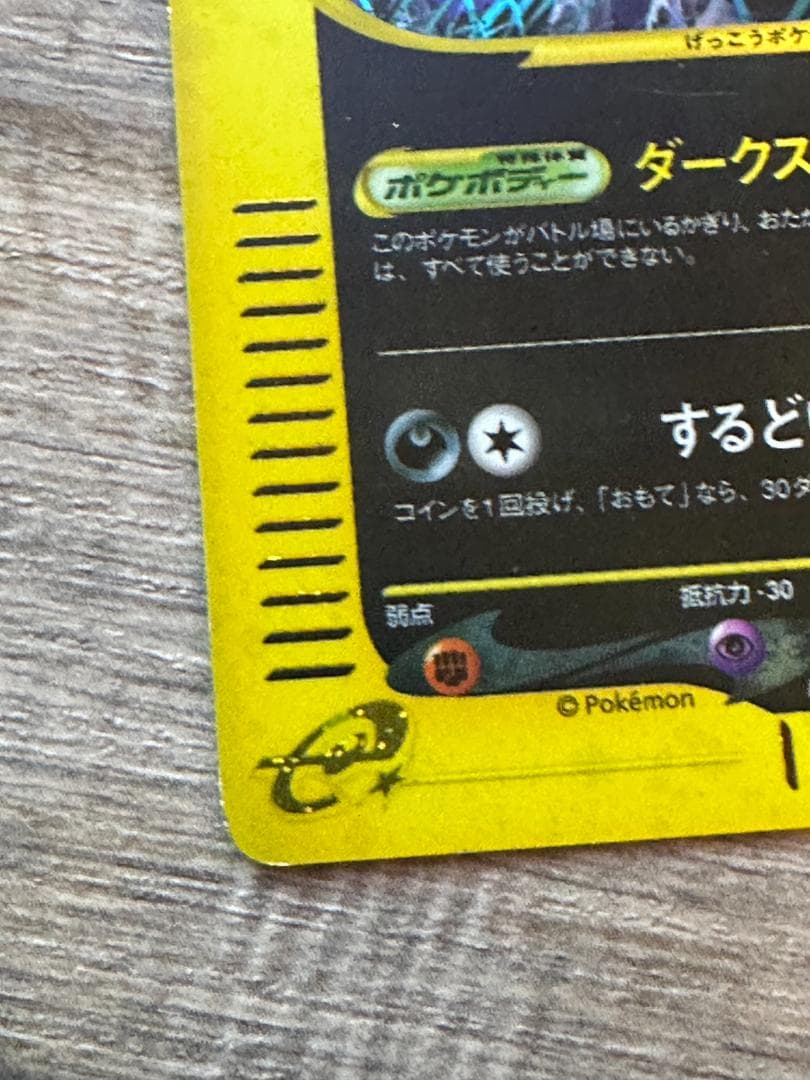 げっこうポケ
特殊体質
ポケボディー
ダークス
このポケモンがバトル場にいるかぎり、おたが
は、すべて使うことができない。
するどい
コインを1回投げ、「おもて」なら、30ダ
弱点
抵抗力 -30
© Pokémon
e